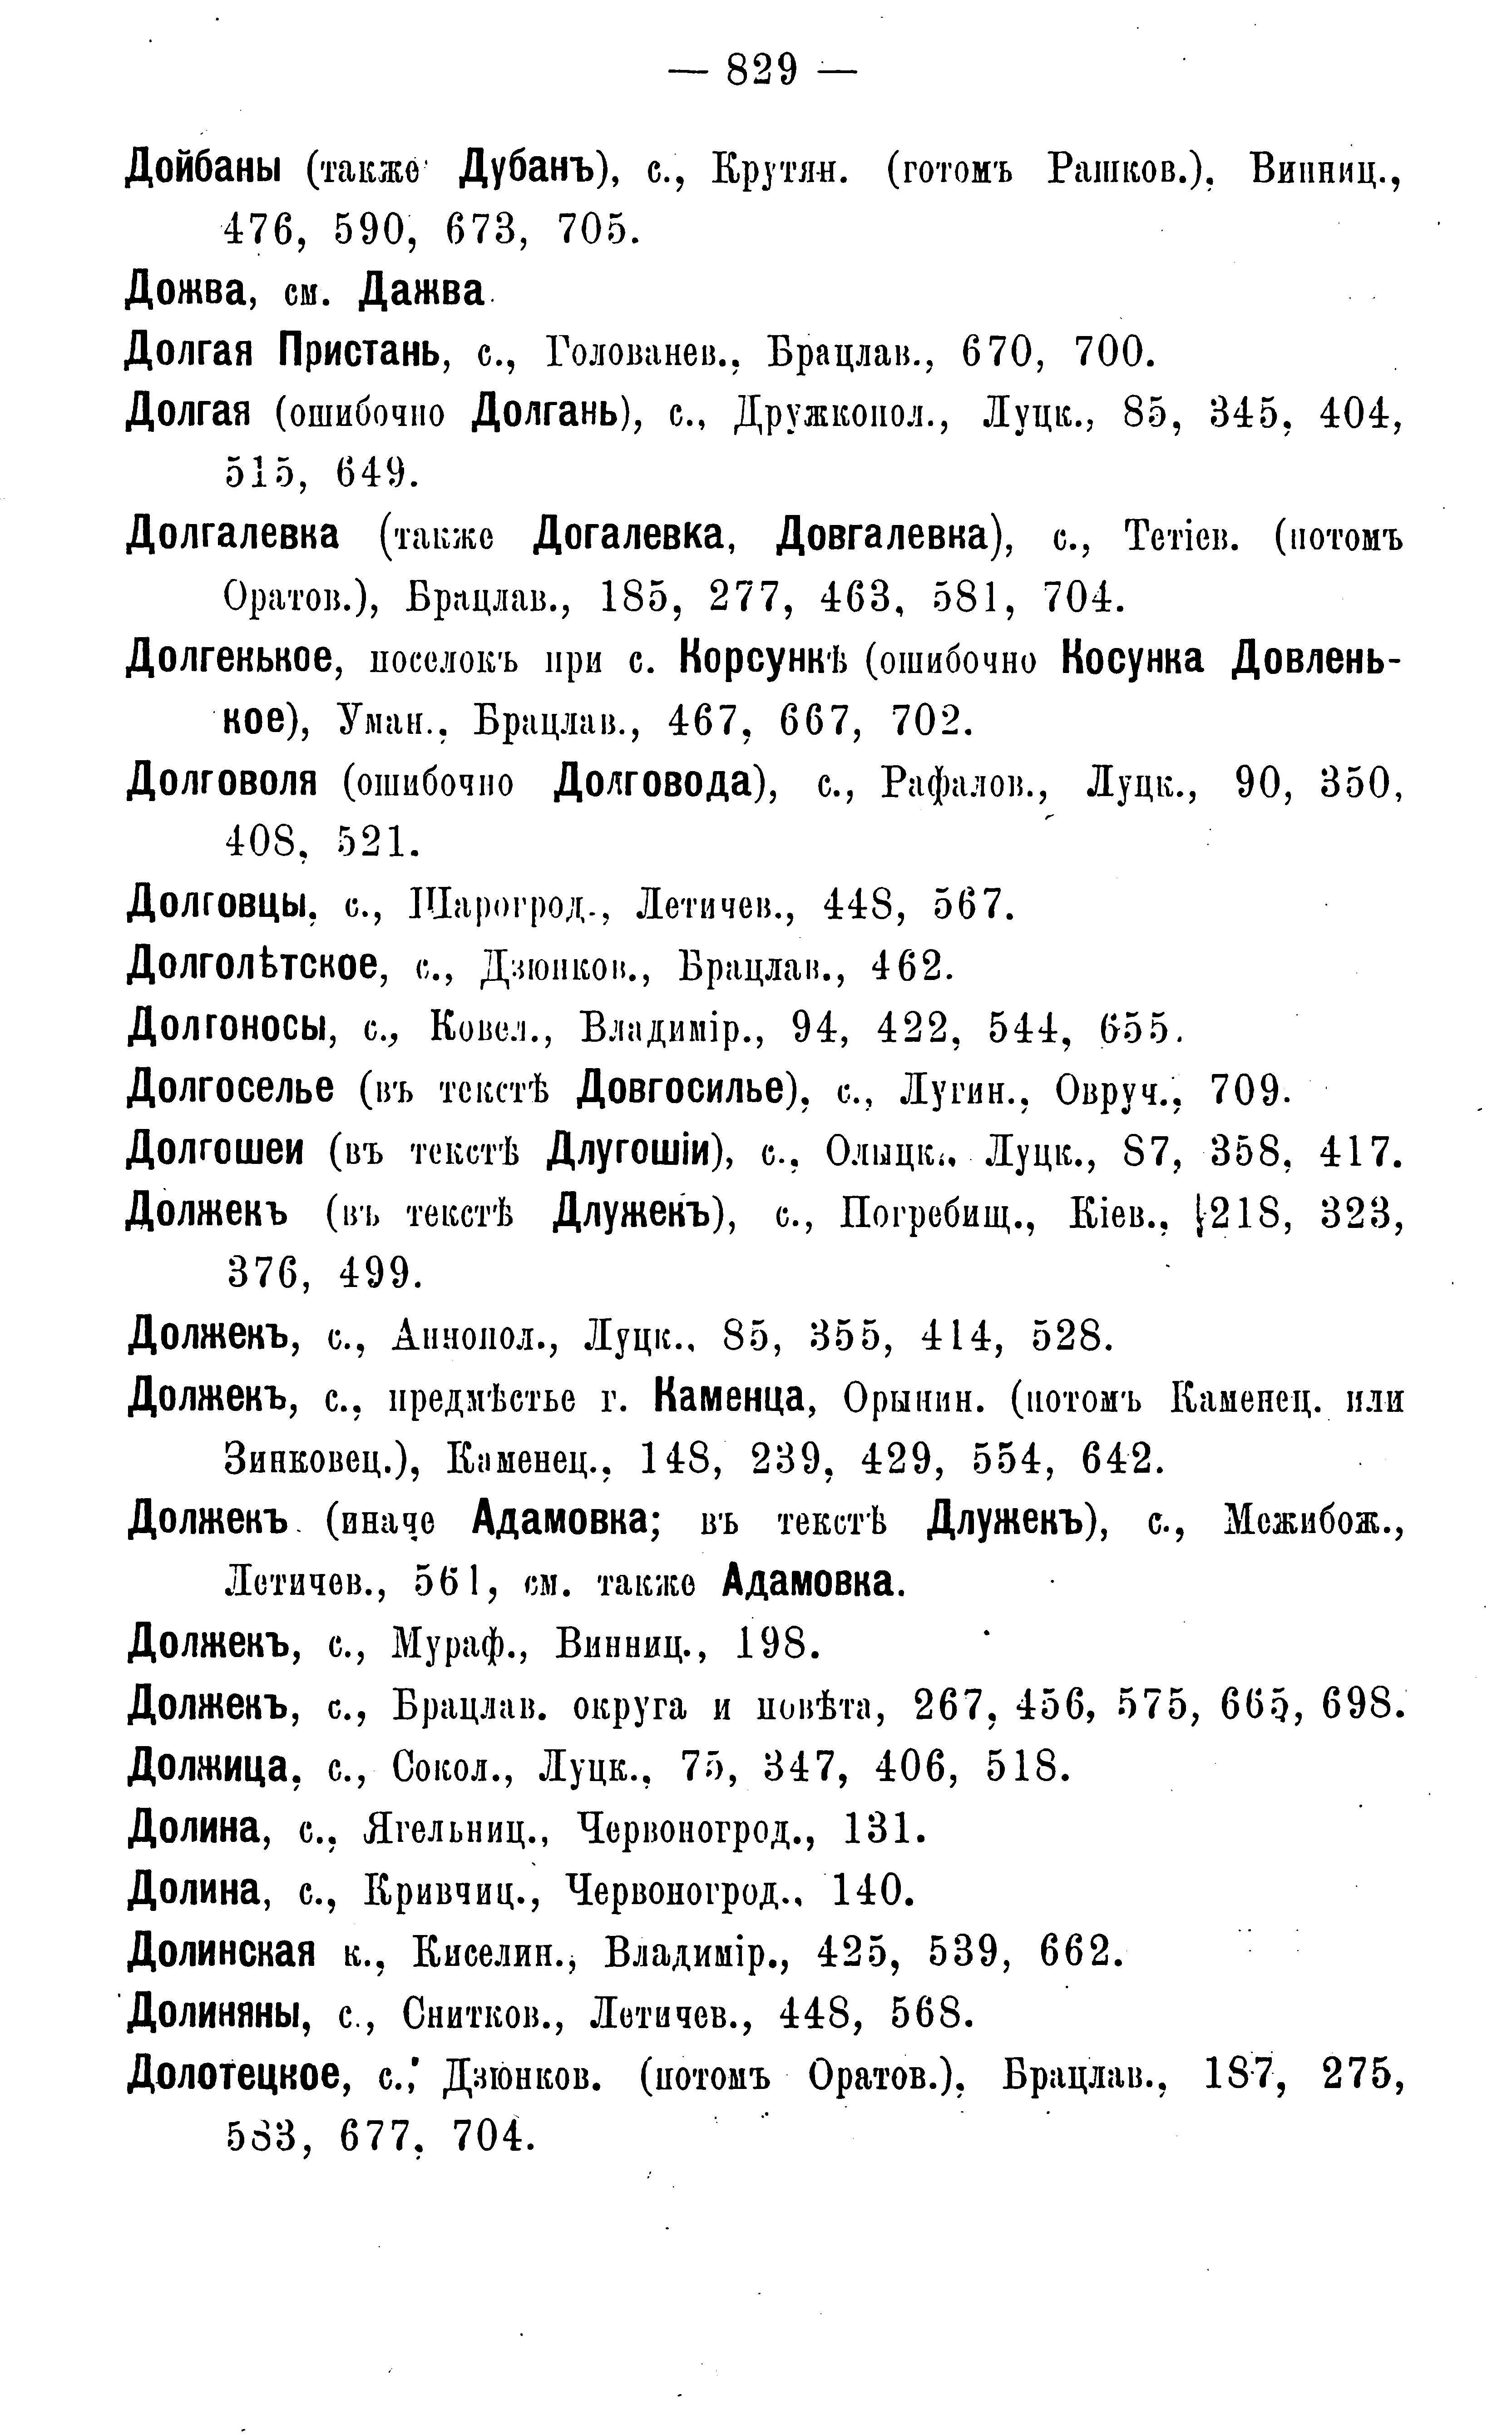 — 829 —
Дойбаны (также Дубанъ), с., Крутян. (готомъ Рашков.), Винниц.,
476, 590, 673, 705.
Дожва, см. Дажва.
Долгая Пристань, с., Голованев., Брацлав., 670, 700.
Долгая (ошибочно Долгань), с., Дружкопол., Луцк., 85, 345, 404,
515, 649.
Долгалевка (также Догалевка, Довгалевка), с., Тетіев. (потомъ
Оратов.), Брацлав., 185, 277, 463, 581, 704.
Долгенькое, поселокъ при с. Корсункѣ (ошибочно Косунка Довлень-
кое), Уман., Брацлав., 467, 667, 702.
Долговоля (ошибочно Долговода), с., Рафалов., Луцк., 90, 350,
408, 521.
Долговцы, с., Шарогрод., Летичев., 448, 567.
Долголѣтское, с., Дзюнков., Брацлав., 462.
Долгоносы, с., Ковел., Владимір., 94, 422, 544, 655.
Долгоселье (въ текстѣ Довгосилье), с., Лугин., Овруч., 709.
Долгошеи (въ текстѣ Длугошіи), с., Олыцк., Луцк., 87, 358, 417.
Должекъ (въ текстѣ Длужекъ), с., Погребищ., Кіев., 218, 323,
376, 499.
Должекъ, с., Аннопол., Луцк., 85, 355, 414, 528.
Должекъ, с., предмѣстье г. Каменца, Орынин. (потомъ Каменец. или
Зинковец.), Каменец., 148, 239, 429, 554, 642.
Должекъ (иначе Адамовка; въ текстѣ Длужекъ), с., Межибож.,
Летичев., 561, см. также Адамовка.
Должекъ, с., Мураф., Винниц., 198.
Должекъ, с., Брацлав. округа и повѣта, 267, 456, 575, 665, 698.
Должица, с., Сокол., Луцк., 75, 347, 406, 518.
Долина, с., Ягельниц., Червоногрод., 131.
Долина, с., Кривчиц., Червоногрод., 140.
Долинская к., Киселин., Владимір., 425, 539, 662.
Долиняны, с., Снитков., Летичев., 448, 568.
Долотецкое, с., Дзюнков. (потомъ Оратов.), Брацлав., 187, 275,
583, 677, 704.